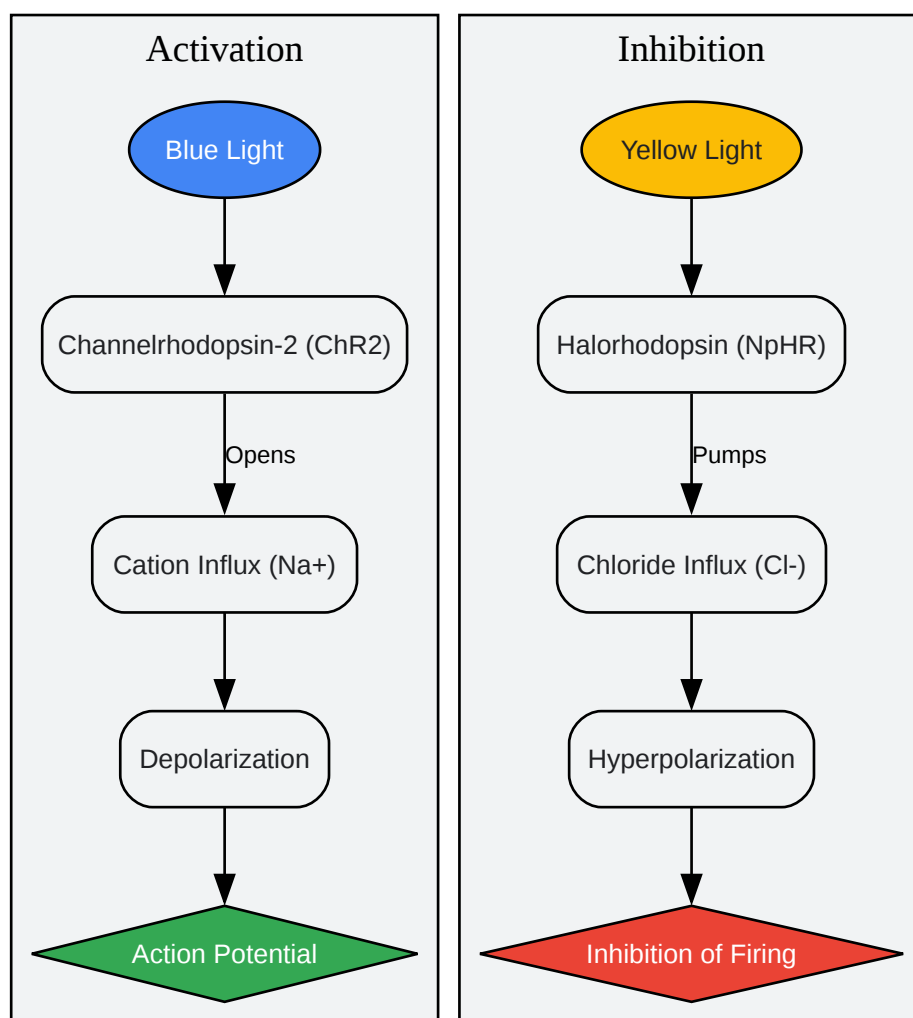 Activation
Blue Light
Channelrhodopsin-2 (ChR2)
Opens
Cation Influx (Na+)
Depolarization
Action Potential
Inhibition
Yellow Light
Halorhodopsin (NpHR)
Pumps
Chloride Influx (Cl-)
Hyperpolarization
Inhibition of Firing